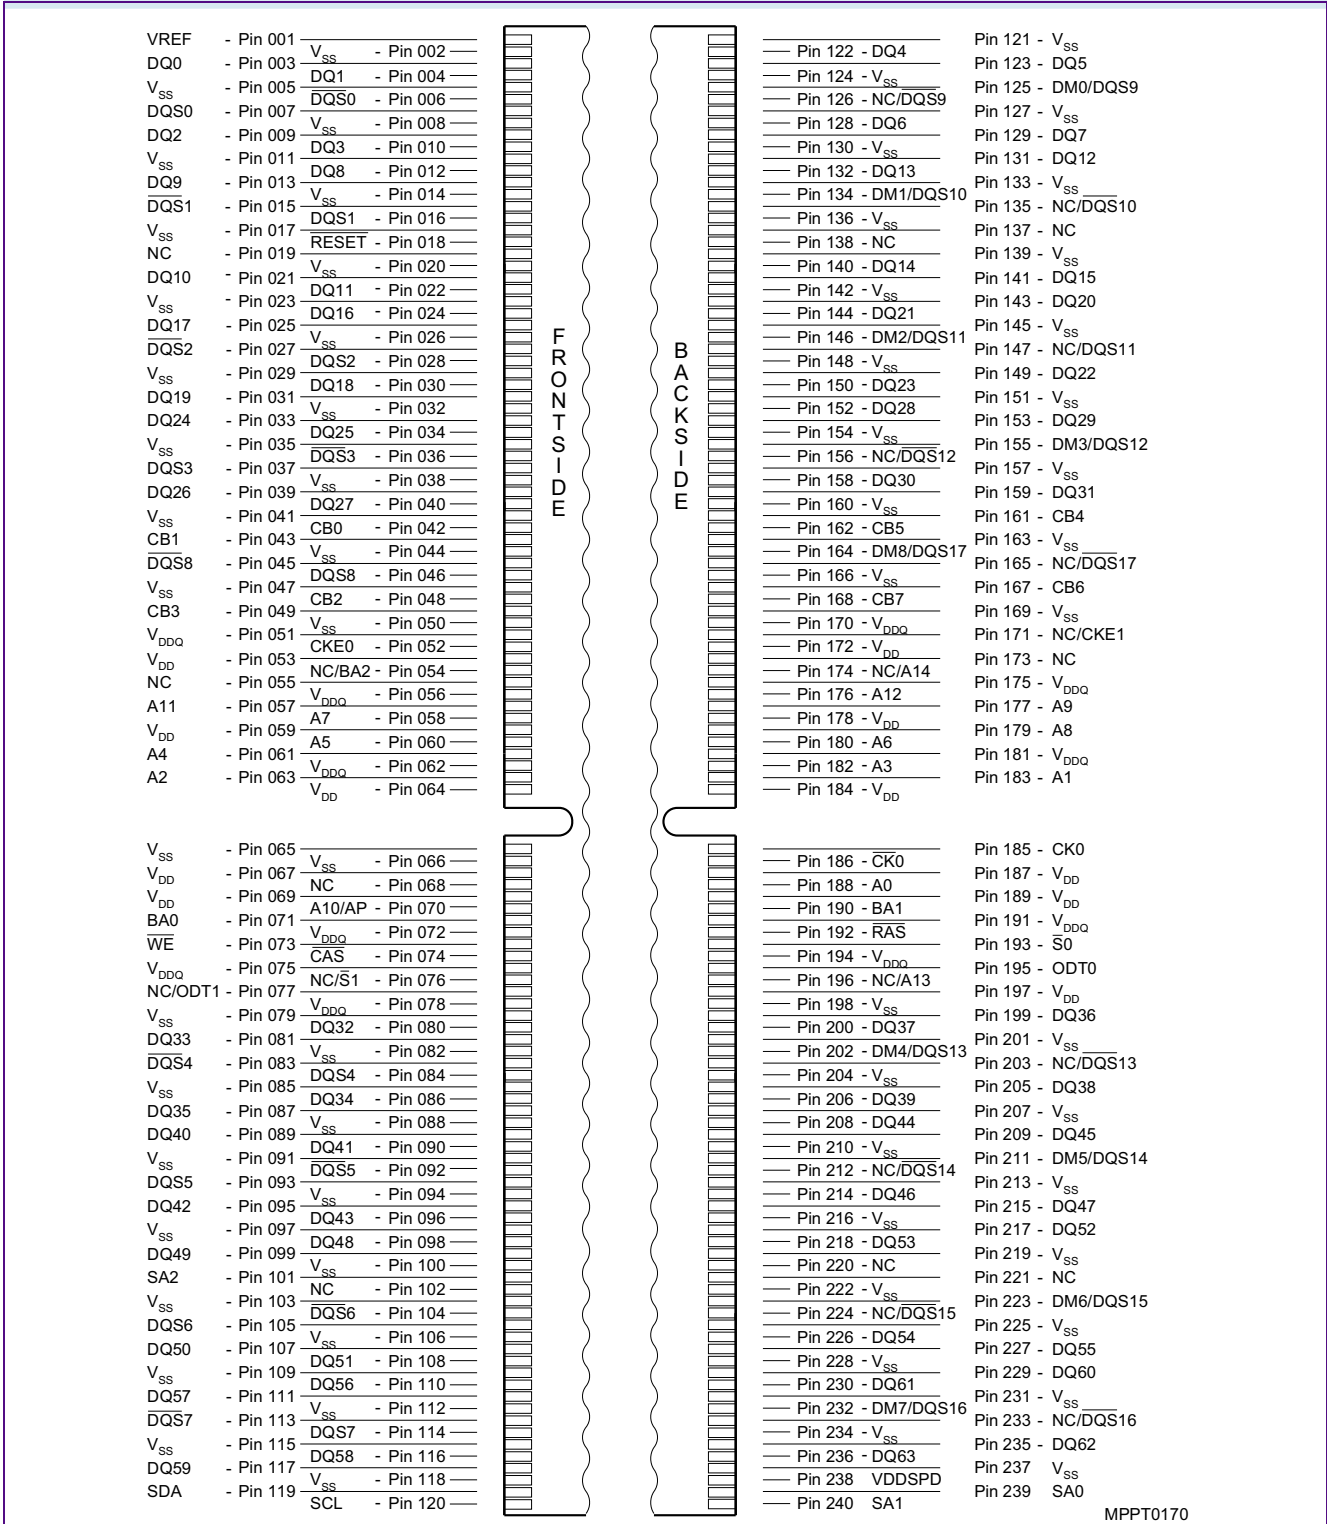 VREF - Pin 001
VSS - Pin 002
DQ0 - Pin 003
DQ1 - Pin 004
VSS - Pin 005
DQS0 - Pin 006
DQS0 - Pin 007
VSS - Pin 008
DQ2 - Pin 009
DQ3 - Pin 010
VSS - Pin 011
DQ8 - Pin 012
DQ9 - Pin 013
VSS - Pin 014
DQS1 - Pin 015
DQS1 - Pin 016
VSS - Pin 017
RESET - Pin 018
NC - Pin 019
VSS - Pin 020
DQ10 - Pin 021
DQ11 - Pin 022
VSS - Pin 023
DQ16 - Pin 024
DQ17 - Pin 025
VSS - Pin 026
DQS2 - Pin 027
DQS2 - Pin 028
VSS - Pin 029
DQ18 - Pin 030
DQ19 - Pin 031
VSS - Pin 032
DQ24 - Pin 033
DQ25 - Pin 034
VSS - Pin 035
DQS3 - Pin 036
DQS3 - Pin 037
VSS - Pin 038
DQ26 - Pin 039
DQ27 - Pin 040
VSS - Pin 041
CB0 - Pin 042
CB1 - Pin 043
VSS - Pin 044
DQS8 - Pin 045
DQS8 - Pin 046
VSS - Pin 047
CB2 - Pin 048
CB3 - Pin 049
VSS - Pin 050
VDDQ - Pin 051
CKE0 - Pin 052
VDD - Pin 053
NC/BA2 - Pin 054
NC - Pin 055
VDDQ - Pin 056
A11 - Pin 057
A7 - Pin 058
VDD - Pin 059
A5 - Pin 060
A4 - Pin 061
VDDQ - Pin 062
A2 - Pin 063
VDD - Pin 064
VSS - Pin 065
VSS - Pin 066
VDD - Pin 067
NC - Pin 068
VDD - Pin 069
A10/AP - Pin 070
BA0 - Pin 071
VDDQ - Pin 072
WE - Pin 073
CAS - Pin 074
VDDQ - Pin 075
NC/S1 - Pin 076
NC/ODT1 - Pin 077
VDDQ - Pin 078
VSS - Pin 079
DQ32 - Pin 080
DQ33 - Pin 081
VSS - Pin 082
DQS4 - Pin 083
DQS4 - Pin 084
VSS - Pin 085
DQ34 - Pin 086
DQ35 - Pin 087
VSS - Pin 088
DQ40 - Pin 089
DQ41 - Pin 090
VSS - Pin 091
DQS5 - Pin 092
DQS5 - Pin 093
VSS - Pin 094
DQ42 - Pin 095
DQ43 - Pin 096
VSS - Pin 097
DQ48 - Pin 098
DQ49 - Pin 099
VSS - Pin 100
SA2 - Pin 101
NC - Pin 102
VSS - Pin 103
DQS6 - Pin 104
DQS6 - Pin 105
VSS - Pin 106
DQ50 - Pin 107
DQ51 - Pin 108
VSS - Pin 109
DQ56 - Pin 110
DQ57 - Pin 111
VSS - Pin 112
DQS7 - Pin 113
DQS7 - Pin 114
VSS - Pin 115
DQ58 - Pin 116
DQ59 - Pin 117
VSS - Pin 118
SDA - Pin 119
SCL - Pin 120
FRONTSIDE
BACKSIDE
Pin 121 - VSS
Pin 122 - DQ4
Pin 123 - DQ5
Pin 124 - VSS
Pin 125 - DM0/DQS9
Pin 126 - NC/DQS9
Pin 127 - VSS
Pin 128 - DQ6
Pin 129 - DQ7
Pin 130 - VSS
Pin 131 - DQ12
Pin 132 - DQ13
Pin 133 - VSS
Pin 134 - DM1/DQS10
Pin 135 - NC/DQS10
Pin 136 - VSS
Pin 137 - NC
Pin 138 - NC
Pin 139 - VSS
Pin 140 - DQ14
Pin 141 - DQ15
Pin 142 - VSS
Pin 143 - DQ20
Pin 144 - DQ21
Pin 145 - VSS
Pin 146 - DM2/DQS11
Pin 147 - NC/DQS11
Pin 148 - VSS
Pin 149 - DQ22
Pin 150 - DQ23
Pin 151 - VSS
Pin 152 - DQ28
Pin 153 - DQ29
Pin 154 - VSS
Pin 155 - DM3/DQS12
Pin 156 - NC/DQS12
Pin 157 - VSS
Pin 158 - DQ30
Pin 159 - DQ31
Pin 160 - VSS
Pin 161 - CB4
Pin 162 - CB5
Pin 163 - VSS
Pin 164 - DM8/DQS17
Pin 165 - NC/DQS17
Pin 166 - VSS
Pin 167 - CB6
Pin 168 - CB7
Pin 169 - VSS
Pin 170 - VDDQ
Pin 171 - NC/CKE1
Pin 172 - VDD
Pin 173 - NC
Pin 174 - NC/A14
Pin 175 - VDDQ
Pin 176 - A12
Pin 177 - A9
Pin 178 - VDD
Pin 179 - A8
Pin 180 - A6
Pin 181 - VDDQ
Pin 182 - A3
Pin 183 - A1
Pin 184 - VDD
Pin 185 - CK0
Pin 186 - CK0
Pin 187 - VDD
Pin 188 - A0
Pin 189 - VDD
Pin 190 - BA1
Pin 191 - VDDQ
Pin 192 - RAS
Pin 193 - S0
Pin 194 - VDDQ
Pin 195 - ODT0
Pin 196 - NC/A13
Pin 197 - VDD
Pin 198 - VSS
Pin 199 - DQ36
Pin 200 - DQ37
Pin 201 - VSS
Pin 202 - DM4/DQS13
Pin 203 - NC/DQS13
Pin 204 - VSS
Pin 205 - DQ38
Pin 206 - DQ39
Pin 207 - VSS
Pin 208 - DQ44
Pin 209 - DQ45
Pin 210 - VSS
Pin 211 - DM5/DQS14
Pin 212 - NC/DQS14
Pin 213 - VSS
Pin 214 - DQ46
Pin 215 - DQ47
Pin 216 - VSS
Pin 217 - DQ52
Pin 218 - DQ53
Pin 219 - VSS
Pin 220 - NC
Pin 221 - NC
Pin 222 - VSS
Pin 223 - DM6/DQS15
Pin 224 - NC/DQS15
Pin 225 - VSS
Pin 226 - DQ54
Pin 227 - DQ55
Pin 228 - VSS
Pin 229 - DQ60
Pin 230 - DQ61
Pin 231 - VSS
Pin 232 - DM7/DQS16
Pin 233 - NC/DQS16
Pin 234 - VSS
Pin 235 - DQ62
Pin 236 - DQ63
Pin 237 VSS
Pin 238 VDDSPD
Pin 239 SA0
Pin 240 SA1
MPPT0170